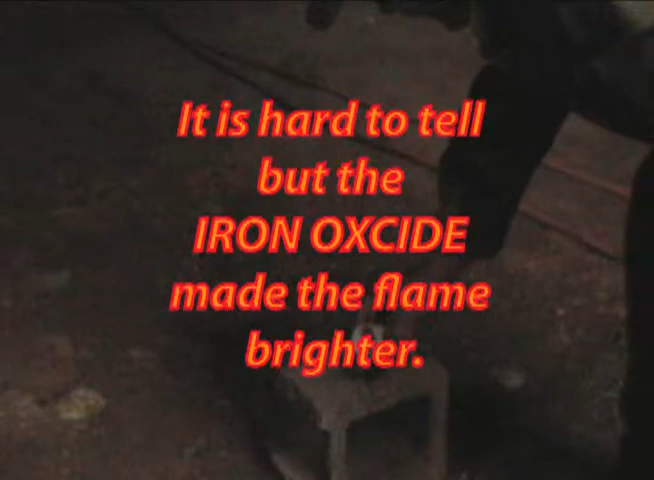 It is hard to tell
but the
IRON OXCIDE
made the flame
brighter.